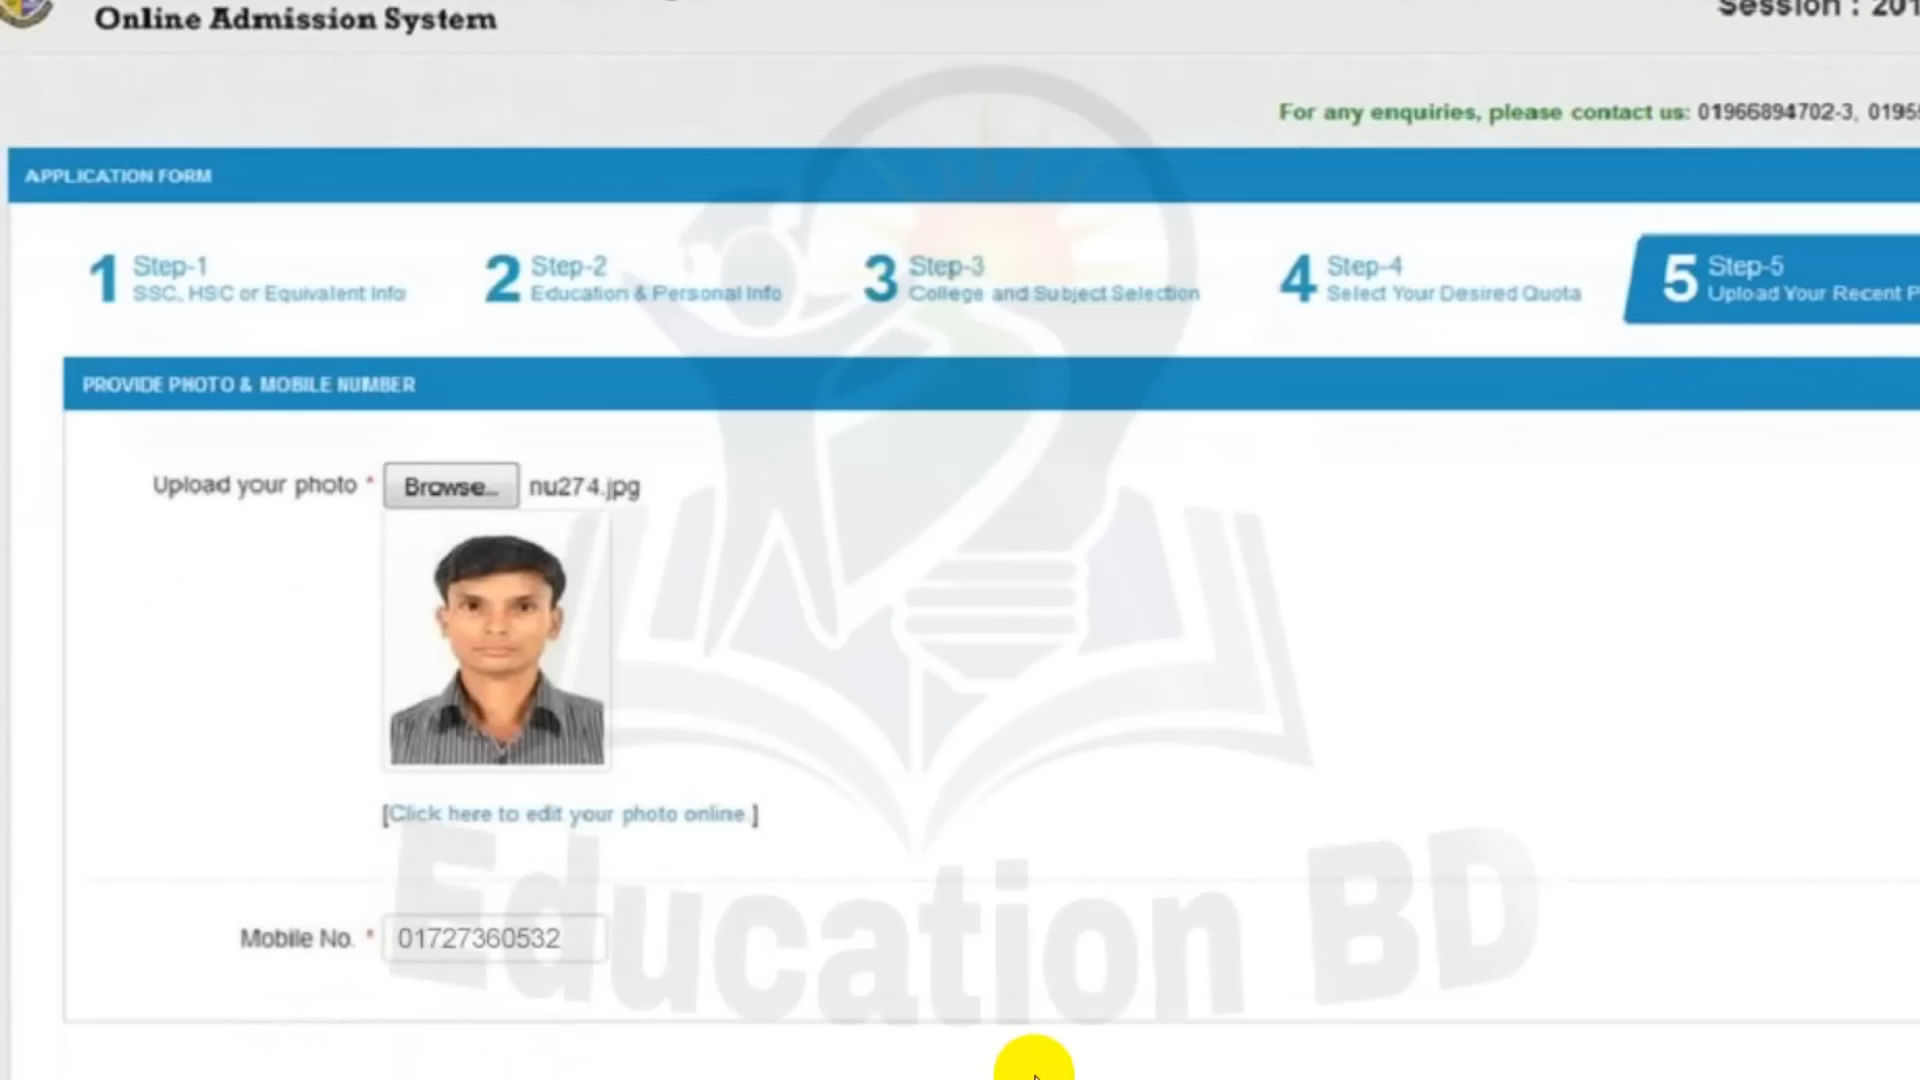 Online Admission System
Session : 201
For any enquiries, please contact us: 01966894702-3, 0195
APPLICATION FORM
1 Step-1
SSC, HSC or Equivalent Info
2 Step-2
Education & Personal Info
3 Step-3
College and Subject Selection
4 Step-4
Select Your Desired Quota
5 Step-5
Upload Your Recent P
PROVIDE PHOTO & MOBILE NUMBER
Upload your photo * Browse... nu274.jpg
[Click here to edit your photo online.]
Mobile No. * 01727360532
Education BD